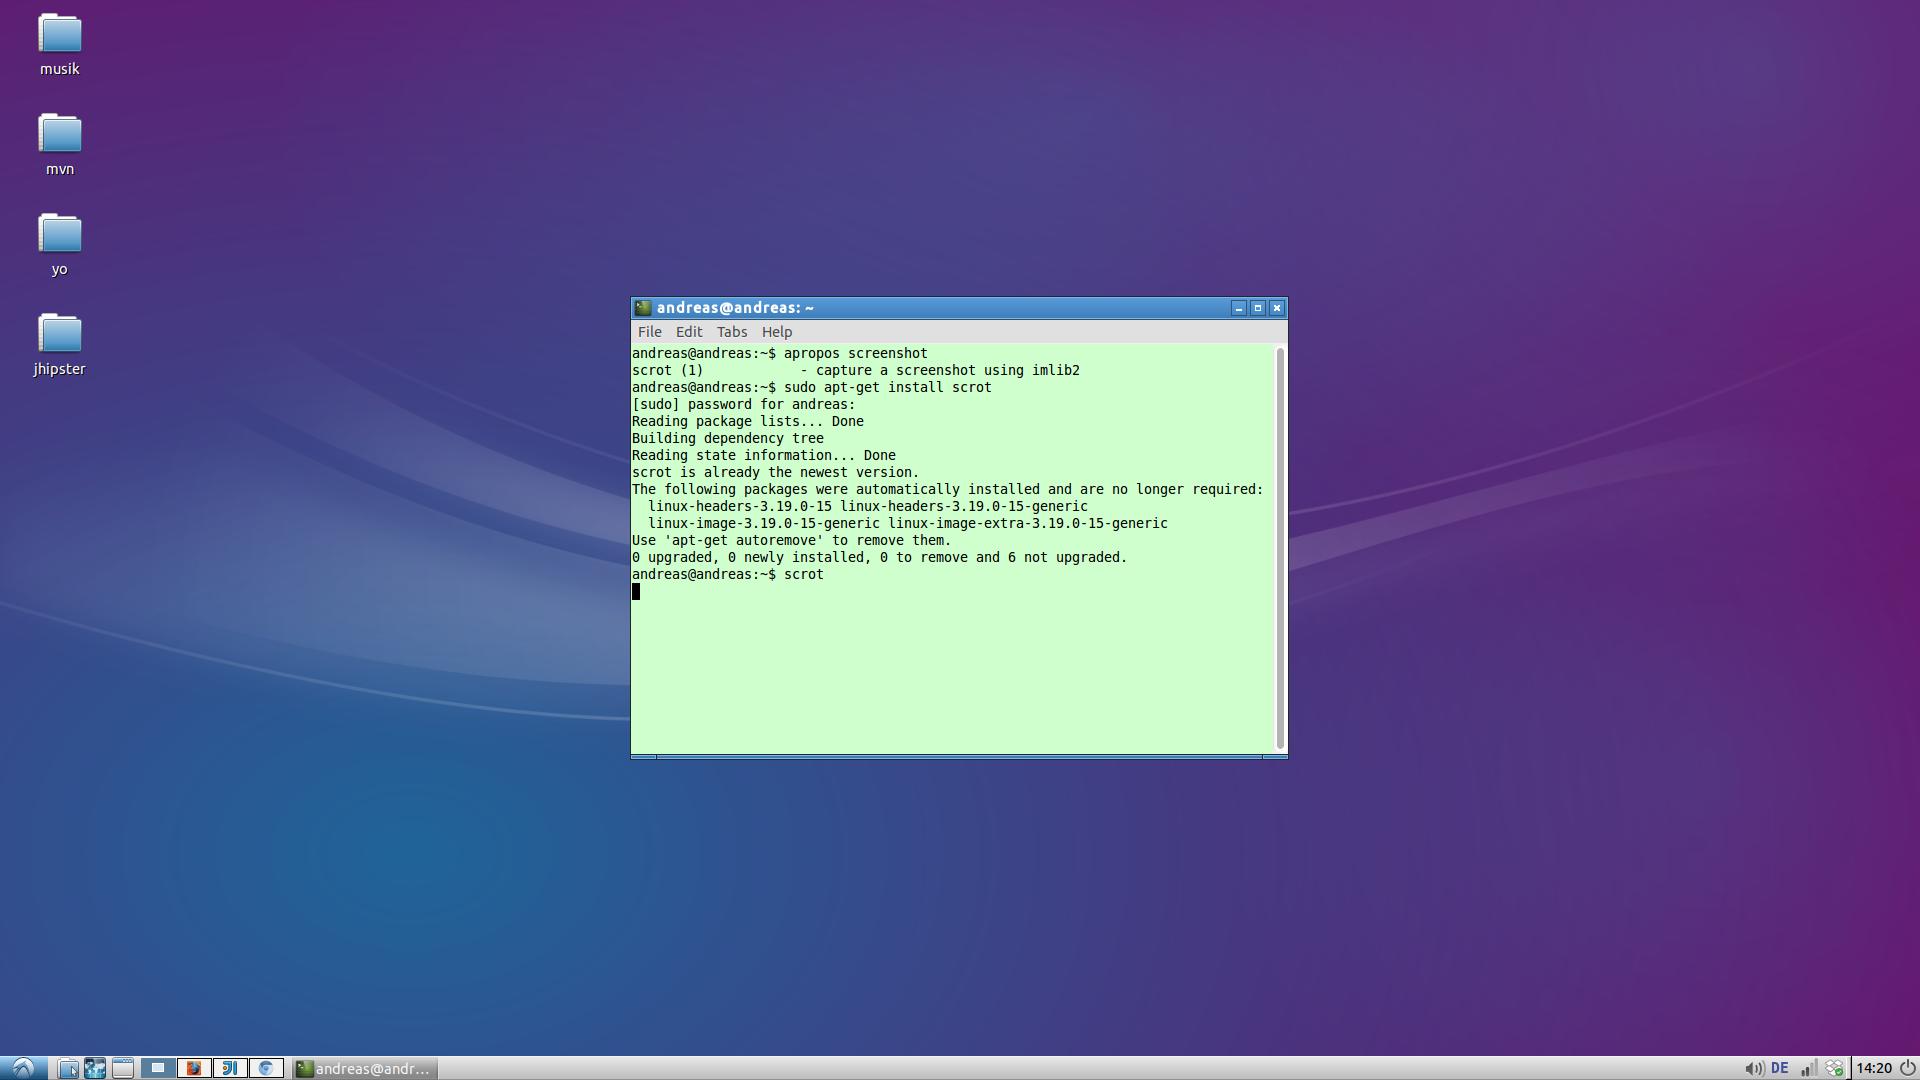 musik
mvn
yo
jhipster
andreas@andreas: ~
File Edit Tabs Help
andreas@andreas:~$ apropos screenshot
scrot (1)            - capture a screenshot using imlib2
andreas@andreas:~$ sudo apt-get install scrot
[sudo] password for andreas:
Reading package lists... Done
Building dependency tree
Reading state information... Done
scrot is already the newest version.
The following packages were automatically installed and are no longer required:
  linux-headers-3.19.0-15 linux-headers-3.19.0-15-generic
  linux-image-3.19.0-15-generic linux-image-extra-3.19.0-15-generic
Use 'apt-get autoremove' to remove them.
0 upgraded, 0 newly installed, 0 to remove and 6 not upgraded.
andreas@andreas:~$ scrot
andreas@andr...
DE
14:20